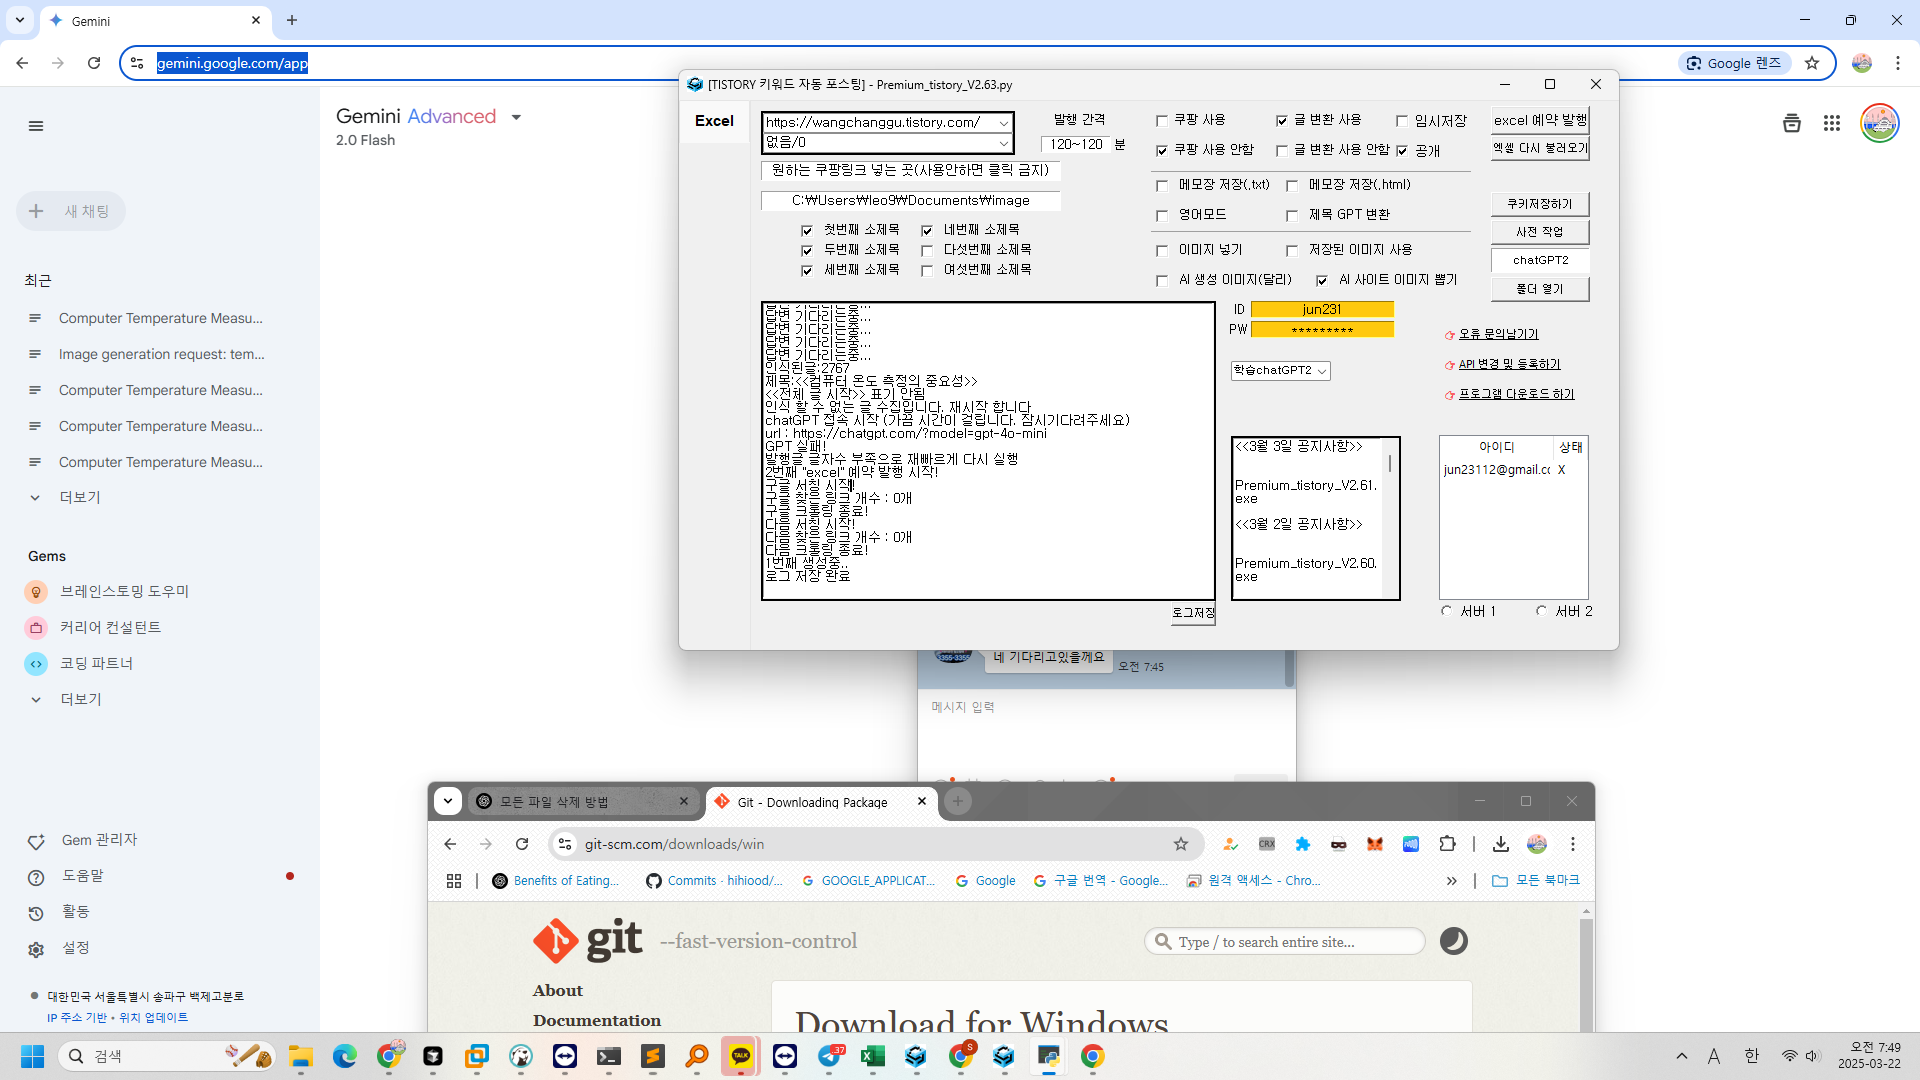 Gemini
gemini.google.com/app
Google 렌즈
Gemini Advanced
2.0 Flash
새 채팅
최근
Computer Temperature Measu...
Image generation request: tem...
Computer Temperature Measu...
Computer Temperature Measu...
Computer Temperature Measu...
더보기
Gems
브레인스토밍 도우미
커리어 컨설턴트
코딩 파트너
더보기
Gem 관리자
도움말
활동
설정
대한민국 서울특별시 송파구 백제고분로
IP 주소 기반 • 위치 업데이트
[TISTORY 키워드 자동 포스팅] - Premium_tistory_V2.63.py
Excel
https://wangchanggu.tistory.com/
없음/0
발행 간격
120~120 분
원하는 쿠팡링크 넣는 곳(사용안하면 클릭 금지)
C:₩Users₩leo9₩Documents₩image
첫번째 소제목
네번째 소제목
두번째 소제목
다섯번째 소제목
세번째 소제목
여섯번째 소제목
쿠팡 사용
글 변환 사용
임시저장
쿠팡 사용 안함
글 변환 사용 안함
공개
메모장 저장(.txt)
메모장 저장(.html)
영어모드
제목 GPT 변환
이미지 넣기
저장된 이미지 사용
AI 생성 이미지(달리)
AI 사이트 이미지 뽑기
excel 예약 발행
엑셀 다시 불러오기
쿠키저장하기
사전 작업
chatGPT2
폴더 열기
답변 기다리는중...
답변 기다리는중...
답변 기다리는중...
답변 기다리는중...
답변 기다리는중...
인식된글:2767
제목:<<컴퓨터 온도 측정의 중요성>>
<<전체 글 시작>> 표기 안됨
인식 할 수 없는 글 수집입니다. 재시작 합니다
chatGPT 접속 시작 (가끔 시간이 걸립니다. 잠시기다려주세요)
url : https://chatgpt.com/?model=gpt-4o-mini
GPT 실패!
발행글 글자수 부족으로 재빠르게 다시 실행
2번째 "excel" 예약 발행 시작!
구글 서칭 시작!
구글 찾은 링크 개수 : 0개
구글 크롤링 종료!
다음 서칭 시작!
다음 찾은 링크 개수 : 0개
다음 크롤링 종료!
1번째 생성중..
로그 저장 완료
로그저장
ID jun231
PW *********
학습chatGPT2
오류 문의남기기
API 변경 및 등록하기
프로그램 다운로드 하기
<<3월 3일 공지사항>>
Premium_tistory_V2.61.
exe
<<3월 2일 공지사항>>
Premium_tistory_V2.60.
exe
아이디 상태
jun23112@gmail.cc X
서버 1
서버 2
3355-3355
네 기다리고있을께요
오전 7:45
메시지 입력
모든 파일 삭제 방법
Git - Downloading Package
git-scm.com/downloads/win
CRX
Benefits of Eating...
Commits · hihiood/...
GOOGLE_APPLICAT...
Google
구글 번역 - Google...
원격 액세스 - Chro...
모든 북마크
git --fast-version-control
Type / to search entire site...
About
Documentation
Download for Windows
검색
TALK
37
S
A
한
오전 7:49
2025-03-22